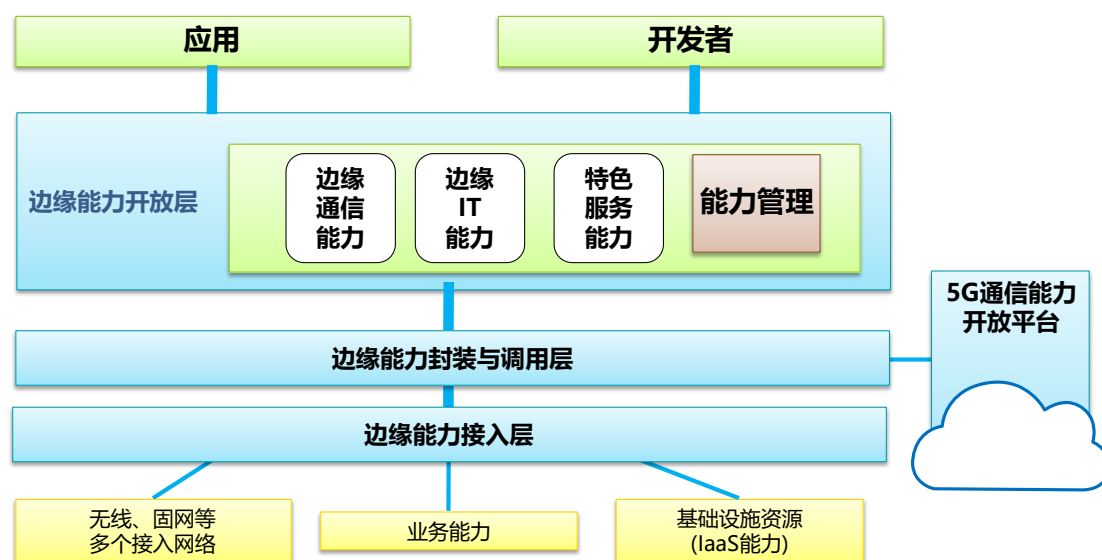 应用
开发者
边缘能力开放层
边缘
通信
能力
边缘
IT
能力
特色
服务
能力
能力管理
5G通信能力
开放平台
边缘能力封装与调用层
边缘能力接入层
无线、固网等
多个接入网络
业务能力
基础设施资源
(IaaS能力)